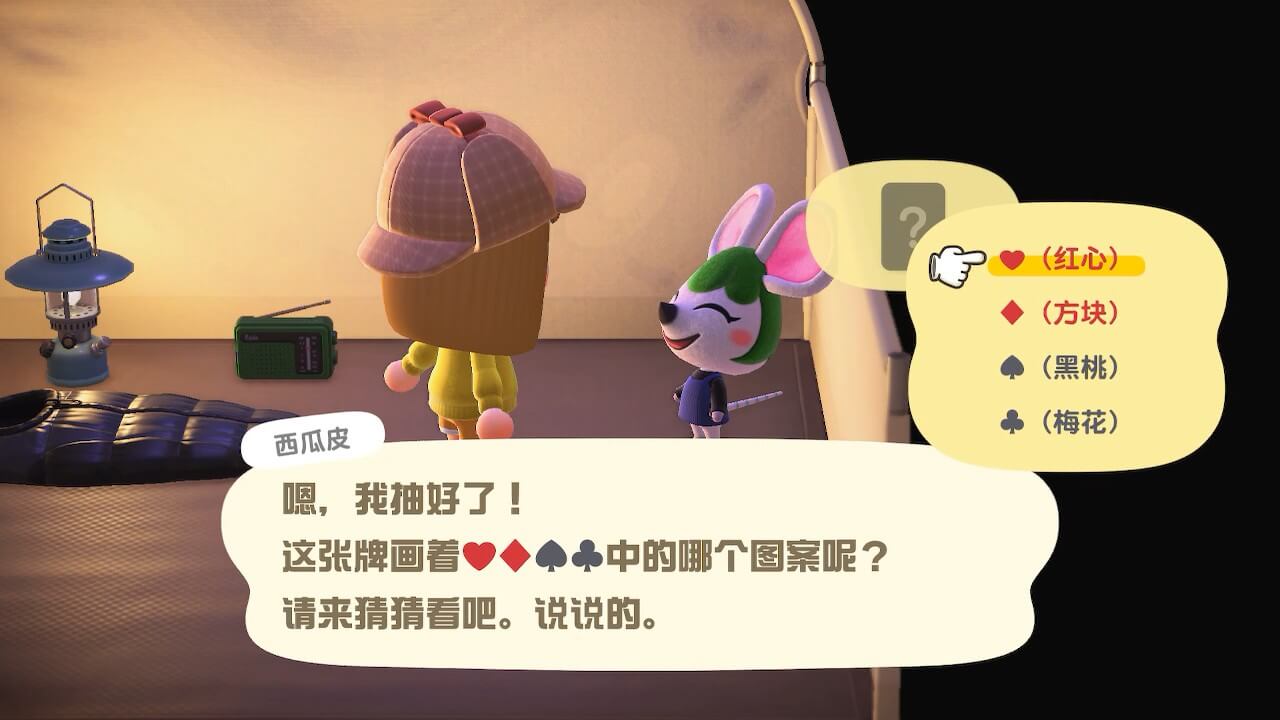 ?
♥（红心）
♦（方块）
♠（黑桃）
♣（梅花）
西瓜皮
嗯，我抽好了！
这张牌画着♥♦♠♣中的哪个图案呢？
请来猜猜看吧。说说的。